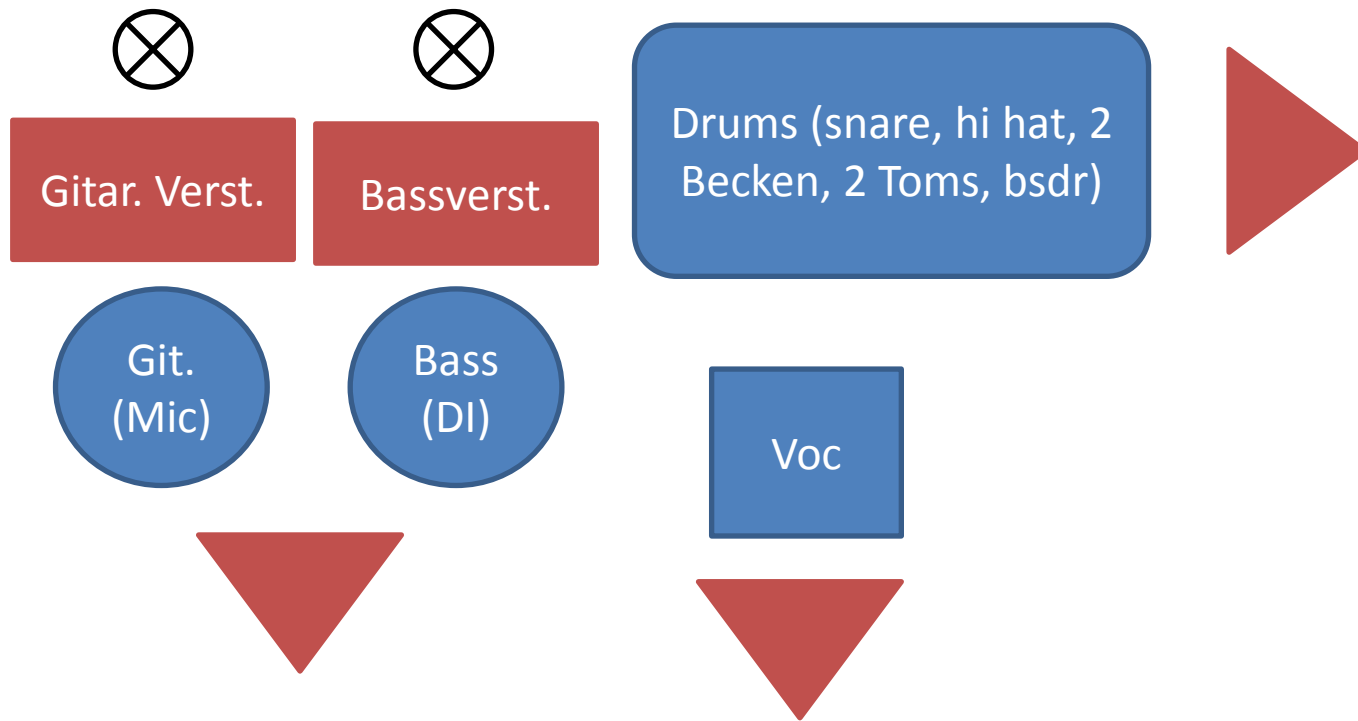 Gitar. Verst.
Bassverst.
Drums (snare, hi hat, 2
Becken, 2 Toms, bsdr)
Git.
(Mic)
Bass
(DI)
Voc